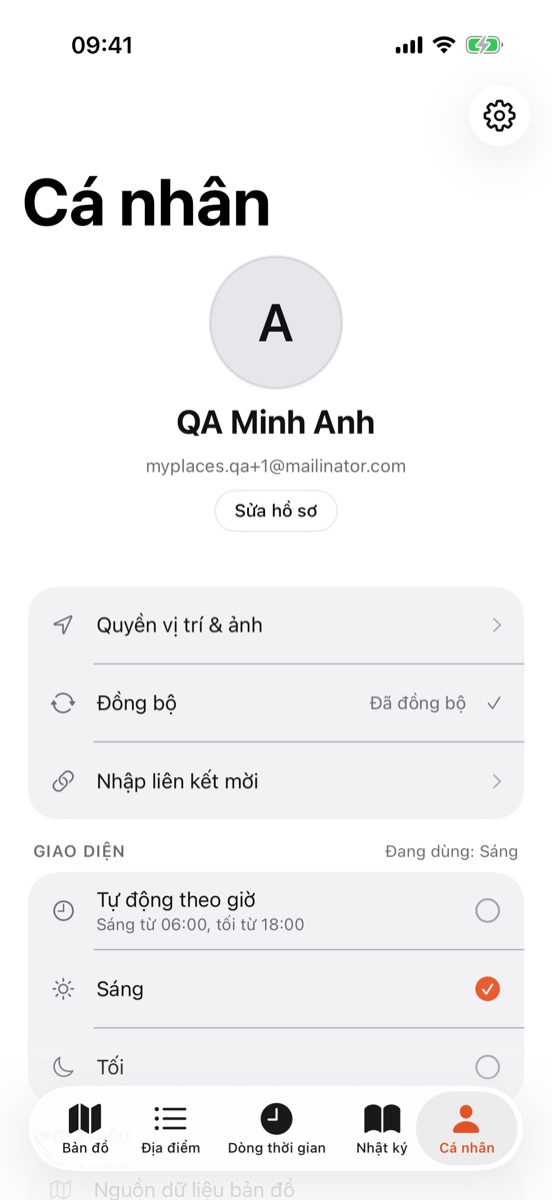 09:41
Cá nhân
A
QA Minh Anh
myplaces.qa+1@mailinator.com
Sửa hồ sơ
Quyền vị trí & ảnh
Đồng bộ
Đã đồng bộ
Nhập liên kết mời
GIAO DIỆN
Đang dùng: Sáng
Tự động theo giờ
Sáng từ 06:00, tối từ 18:00
Sáng
Tối
Bản đồ
Địa điểm
Dòng thời gian
Nhật ký
Cá nhân
Nguồn dữ liệu bản đồ